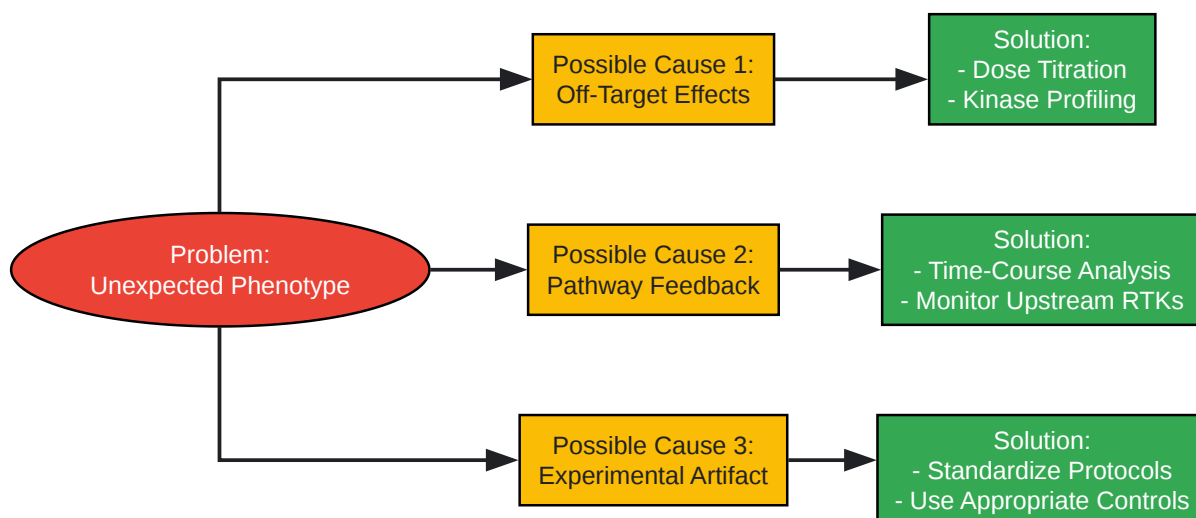 Possible Cause 1:
Off-Target Effects
Solution:
- Dose Titration
- Kinase Profiling
Problem:
Unexpected Phenotype
Possible Cause 2:
Pathway Feedback
Solution:
- Time-Course Analysis
- Monitor Upstream RTKs
Possible Cause 3:
Experimental Artifact
Solution:
- Standardize Protocols
- Use Appropriate Controls